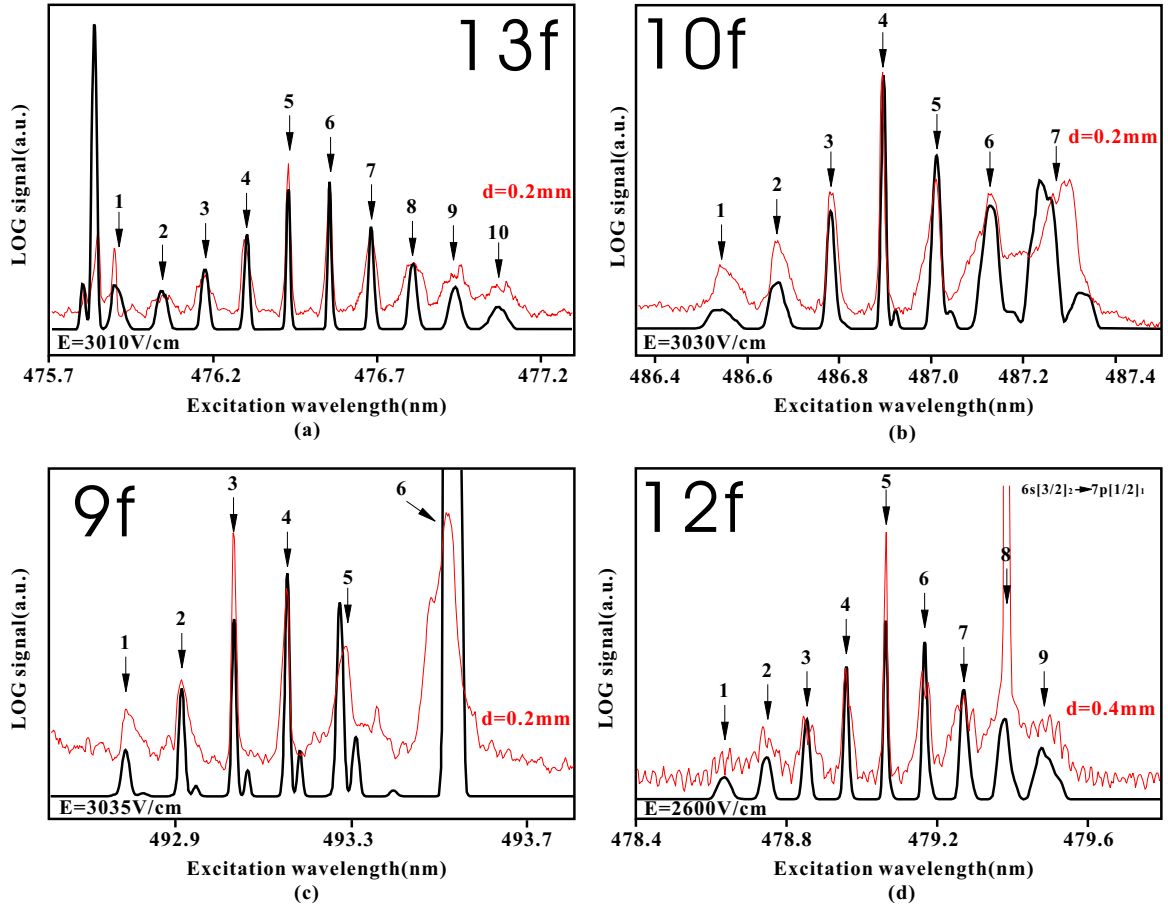 13f
LOG signal(a.u.)
1 2 3 4 5 6 7 8 9 10
d=0.2mm
E=3010V/cm
475.7 476.2 476.7 477.2
Excitation wavelength(nm)
(a)
10f
LOG signal(a.u.)
1 2 3 4 5 6 7
d=0.2mm
E=3030V/cm
486.4 486.6 486.8 487.0 487.2 487.4
Excitation wavelength(nm)
(b)
9f
LOG signal(a.u.)
1 2 3 4 5 6
d=0.2mm
E=3035V/cm
492.9 493.3 493.7
Excitation wavelength(nm)
(c)
12f
LOG signal(a.u.)
6s[3/2]₂→7p[1/2]₁
1 2 3 4 5 6 7 8 9
d=0.4mm
E=2600V/cm
478.4 478.8 479.2 479.6
Excitation wavelength(nm)
(d)